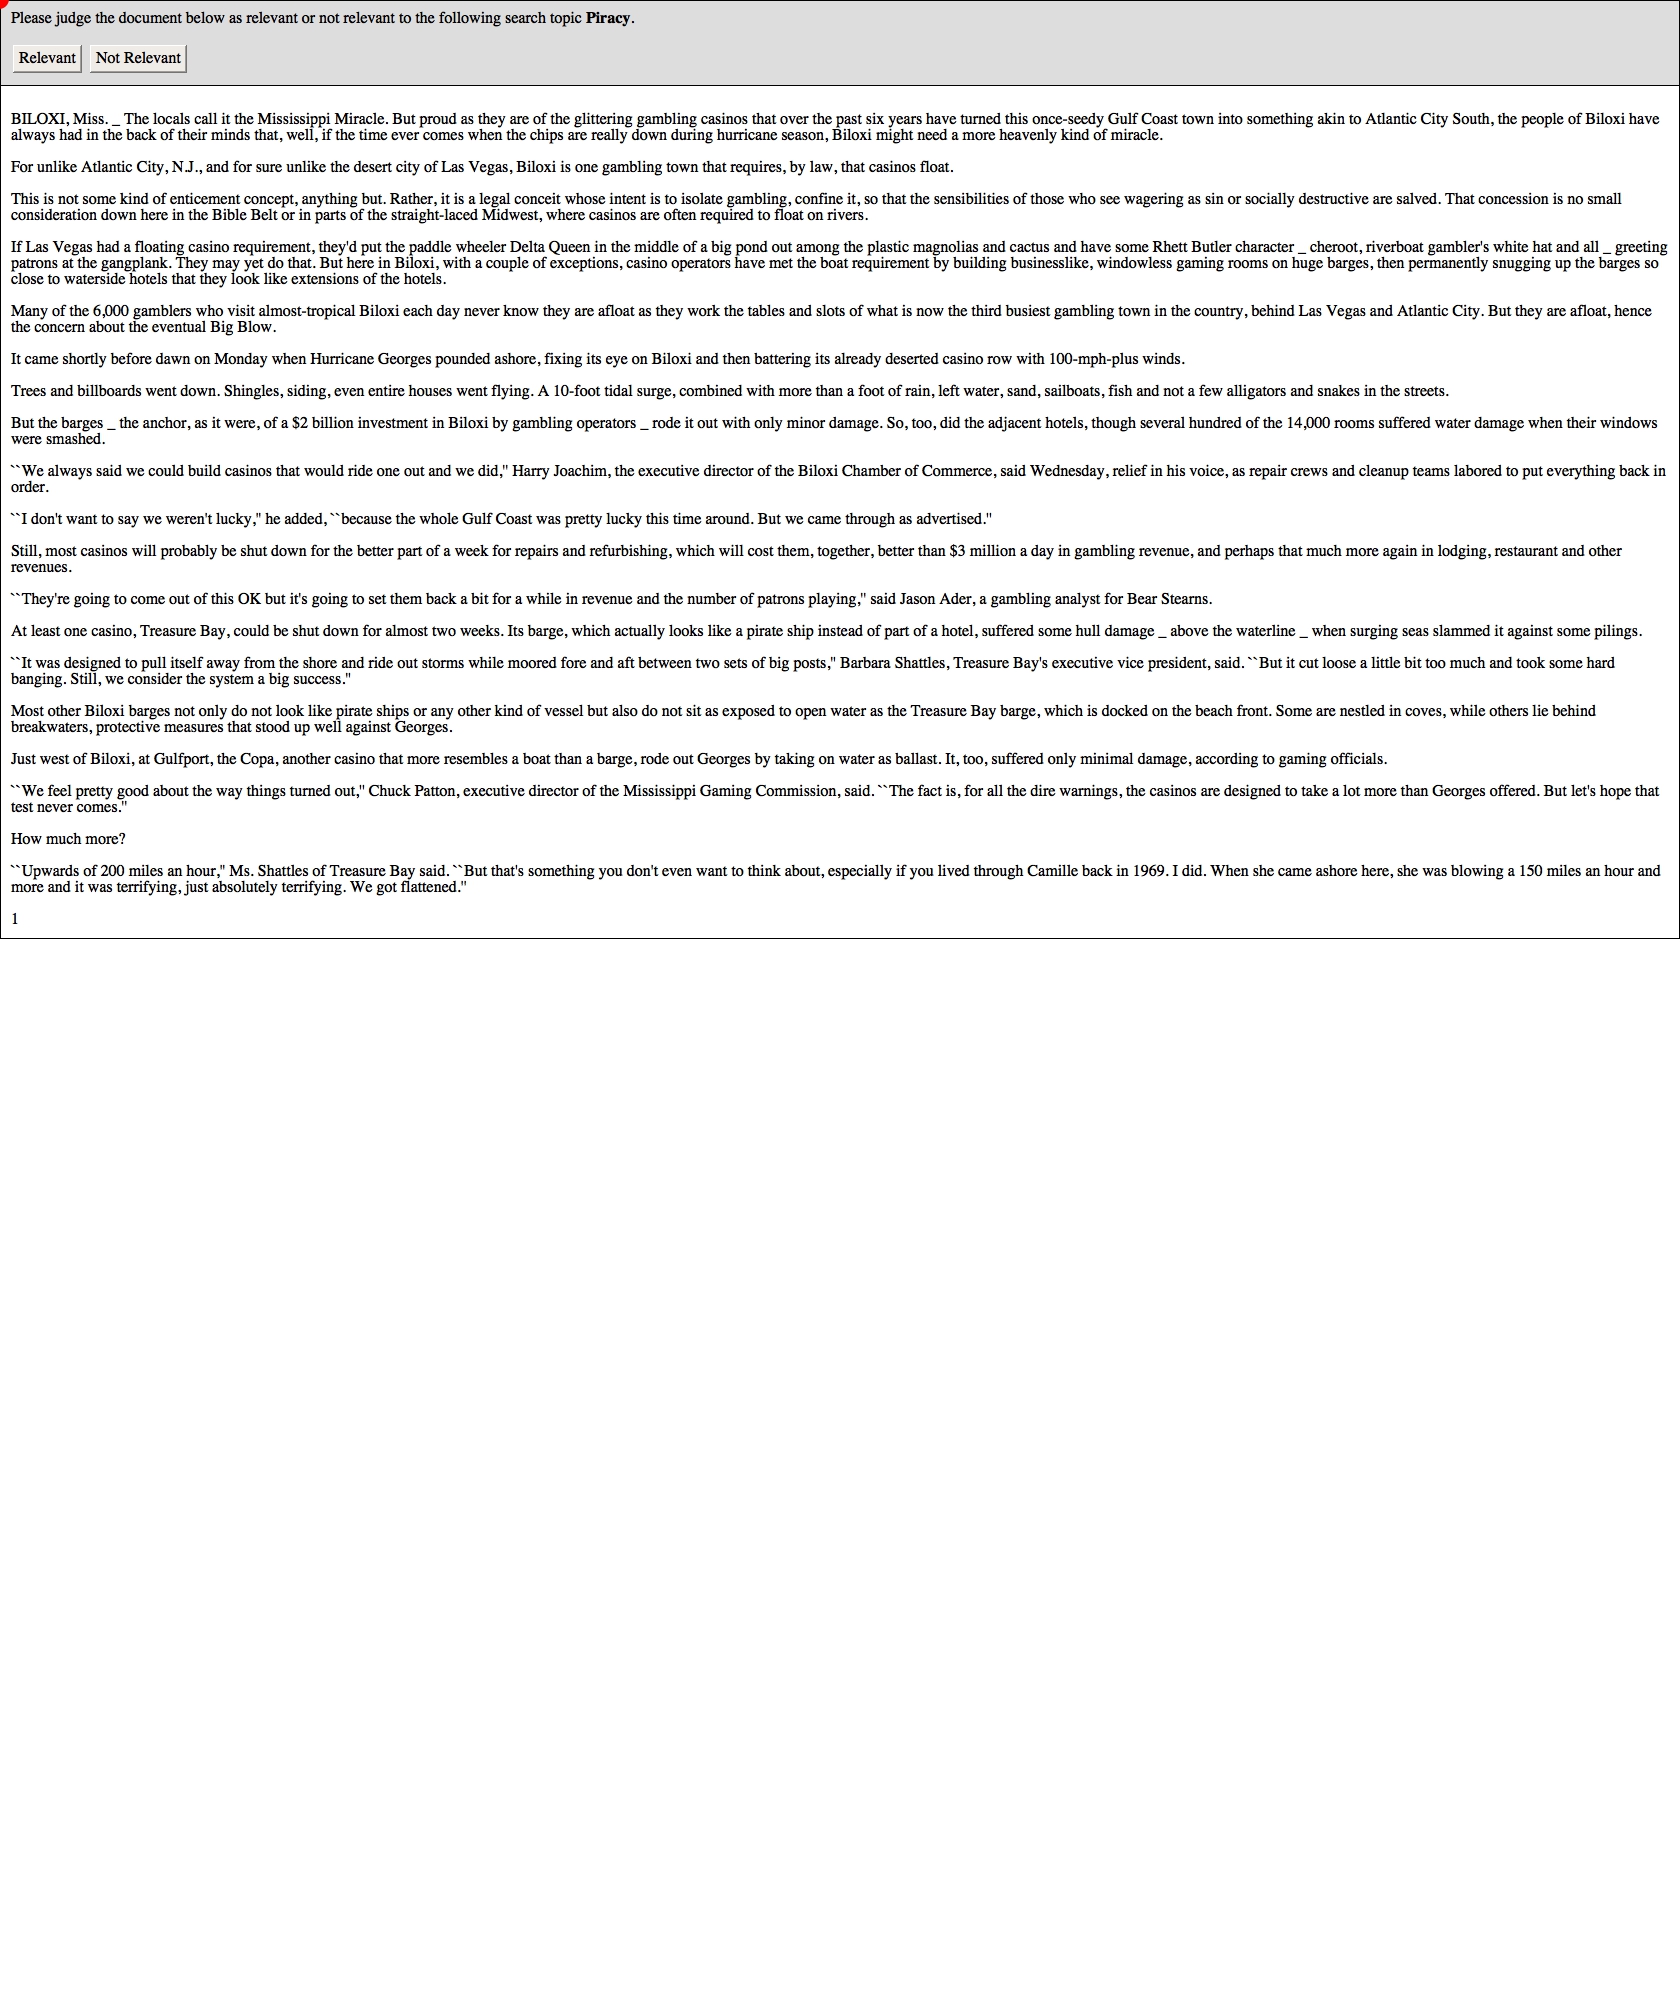 Please judge the document below as relevant or not relevant to the following search topic Piracy.
Relevant Not Relevant
BILOXI, Miss. _ The locals call it the Mississippi Miracle. But proud as they are of the glittering gambling casinos that over the past six years have turned this once-seedy Gulf Coast town into something akin to Atlantic City South, the people of Biloxi have
always had in the back of their minds that, well, if the time ever comes when the chips are really down during hurricane season, Biloxi might need a more heavenly kind of miracle.
For unlike Atlantic City, N.J., and for sure unlike the desert city of Las Vegas, Biloxi is one gambling town that requires, by law, that casinos float.
This is not some kind of enticement concept, anything but. Rather, it is a legal conceit whose intent is to isolate gambling, confine it, so that the sensibilities of those who see wagering as sin or socially destructive are salved. That concession is no small
consideration down here in the Bible Belt or in parts of the straight-laced Midwest, where casinos are often required to float on rivers.
If Las Vegas had a floating casino requirement, they'd put the paddle wheeler Delta Queen in the middle of a big pond out among the plastic magnolias and cactus and have some Rhett Butler character _ cheroot, riverboat gambler's white hat and all _ greeting
patrons at the gangplank. They may yet do that. But here in Biloxi, with a couple of exceptions, casino operators have met the boat requirement by building businesslike, windowless gaming rooms on huge barges, then permanently snugging up the barges so
close to waterside hotels that they look like extensions of the hotels.
Many of the 6,000 gamblers who visit almost-tropical Biloxi each day never know they are afloat as they work the tables and slots of what is now the third busiest gambling town in the country, behind Las Vegas and Atlantic City. But they are afloat, hence
the concern about the eventual Big Blow.
It came shortly before dawn on Monday when Hurricane Georges pounded ashore, fixing its eye on Biloxi and then battering its already deserted casino row with 100-mph-plus winds.
Trees and billboards went down. Shingles, siding, even entire houses went flying. A 10-foot tidal surge, combined with more than a foot of rain, left water, sand, sailboats, fish and not a few alligators and snakes in the streets.
But the barges _ the anchor, as it were, of a $2 billion investment in Biloxi by gambling operators _ rode it out with only minor damage. So, too, did the adjacent hotels, though several hundred of the 14,000 rooms suffered water damage when their windows
were smashed.
``We always said we could build casinos that would ride one out and we did,'' Harry Joachim, the executive director of the Biloxi Chamber of Commerce, said Wednesday, relief in his voice, as repair crews and cleanup teams labored to put everything back in
order.
``I don't want to say we weren't lucky,'' he added, ``because the whole Gulf Coast was pretty lucky this time around. But we came through as advertised.''
Still, most casinos will probably be shut down for the better part of a week for repairs and refurbishing, which will cost them, together, better than $3 million a day in gambling revenue, and perhaps that much more again in lodging, restaurant and other
revenues.
``They're going to come out of this OK but it's going to set them back a bit for a while in revenue and the number of patrons playing,'' said Jason Ader, a gambling analyst for Bear Stearns.
At least one casino, Treasure Bay, could be shut down for almost two weeks. Its barge, which actually looks like a pirate ship instead of part of a hotel, suffered some hull damage _ above the waterline _ when surging seas slammed it against some pilings.
``It was designed to pull itself away from the shore and ride out storms while moored fore and aft between two sets of big posts,'' Barbara Shattles, Treasure Bay's executive vice president, said. ``But it cut loose a little bit too much and took some hard
banging. Still, we consider the system a big success.''
Most other Biloxi barges not only do not look like pirate ships or any other kind of vessel but also do not sit as exposed to open water as the Treasure Bay barge, which is docked on the beach front. Some are nestled in coves, while others lie behind
breakwaters, protective measures that stood up well against Georges.
Just west of Biloxi, at Gulfport, the Copa, another casino that more resembles a boat than a barge, rode out Georges by taking on water as ballast. It, too, suffered only minimal damage, according to gaming officials.
``We feel pretty good about the way things turned out,'' Chuck Patton, executive director of the Mississippi Gaming Commission, said. ``The fact is, for all the dire warnings, the casinos are designed to take a lot more than Georges offered. But let's hope that
test never comes.''
How much more?
``Upwards of 200 miles an hour,'' Ms. Shattles of Treasure Bay said. ``But that's something you don't even want to think about, especially if you lived through Camille back in 1969. I did. When she came ashore here, she was blowing a 150 miles an hour and
more and it was terrifying, just absolutely terrifying. We got flattened.''
1